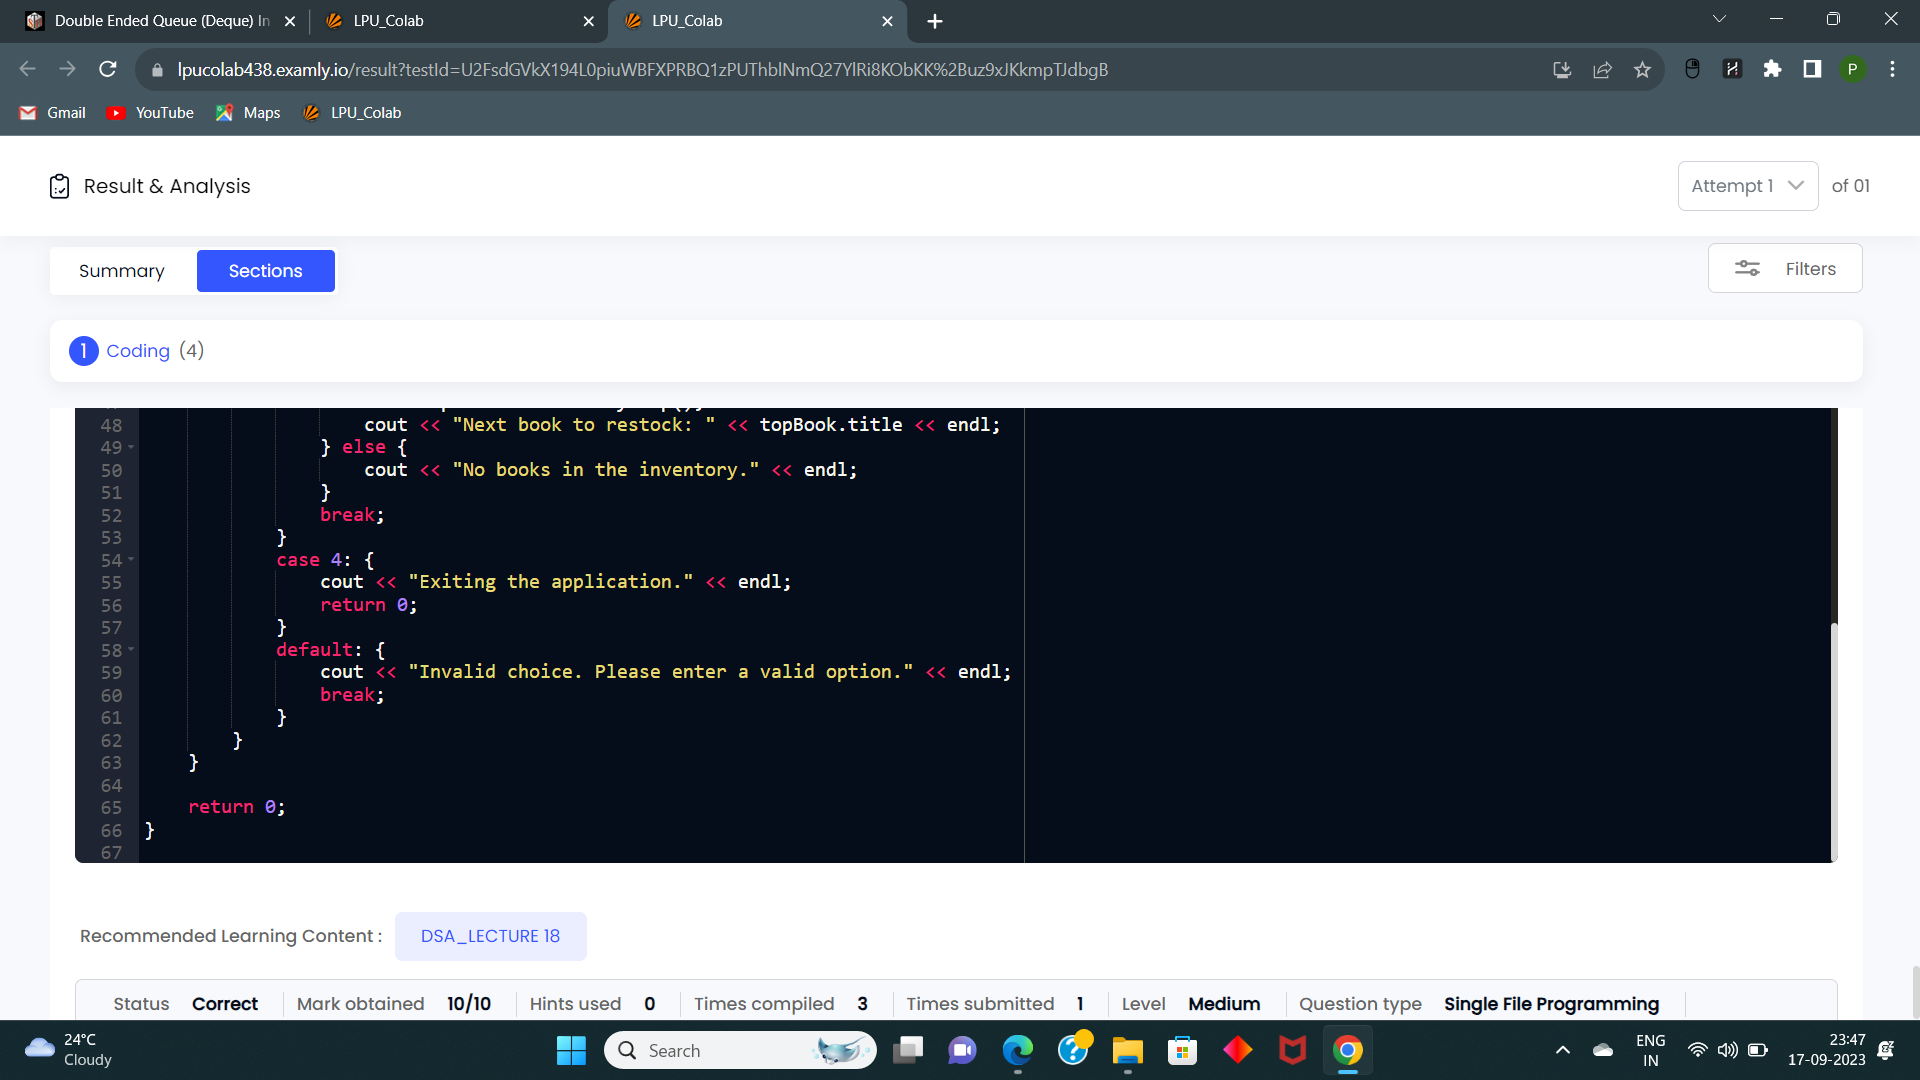 Double Ended Queue (Deque) In
LPU_Colab
LPU_Colab
lpucolab438.examly.io/result?testId=U2FsdGVkX194L0piuWBFXPRBQ1zPUThblNmQ27YlRi8KObKK%2Buz9xJKkmpTJdbgB
P
Gmail
YouTube
Maps
LPU_Colab
Result & Analysis
Attempt 1
of 01
Summary
Sections
Filters
1 Coding (4)
48 cout << "Next book to restock: " << topBook.title << endl;
49 } else {
50 cout << "No books in the inventory." << endl;
51 }
52 break;
53 }
54 case 4: {
55 cout << "Exiting the application." << endl;
56 return 0;
57 }
58 default: {
59 cout << "Invalid choice. Please enter a valid option." << endl;
60 break;
61 }
62 }
63 }
64
65 return 0;
66 }
67
Recommended Learning Content :
DSA_LECTURE 18
Status Correct Mark obtained 10/10 Hints used 0 Times compiled 3 Times submitted 1 Level Medium Question type Single File Programming
24°C
Cloudy
Search
ENG
IN
23:47
17-09-2023